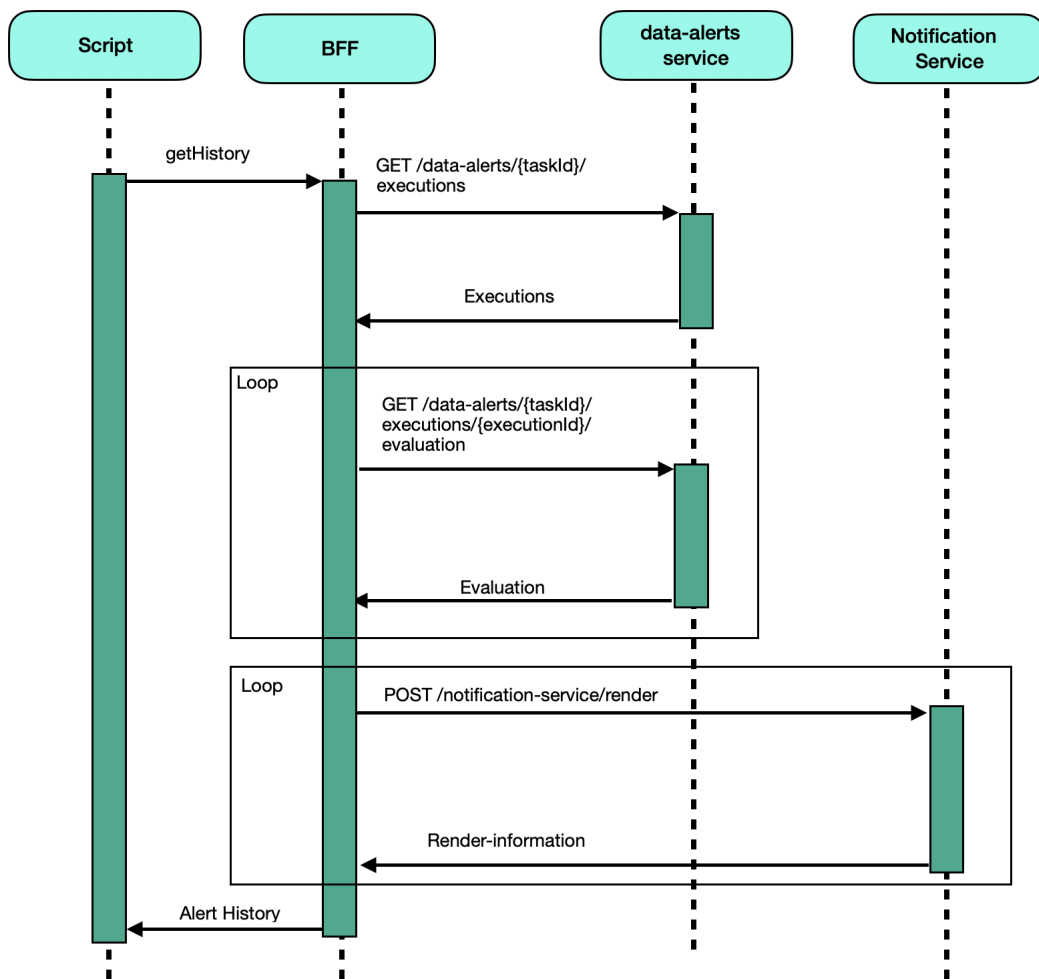 Script
BFF
data-alerts
service
Notification
Service
getHistory
GET /data-alerts/{taskId}/
executions
Executions
Loop
GET /data-alerts/{taskId}/
executions/{executionId}/
evaluation
Evaluation
Loop
POST /notification-service/render
Render-information
Alert History